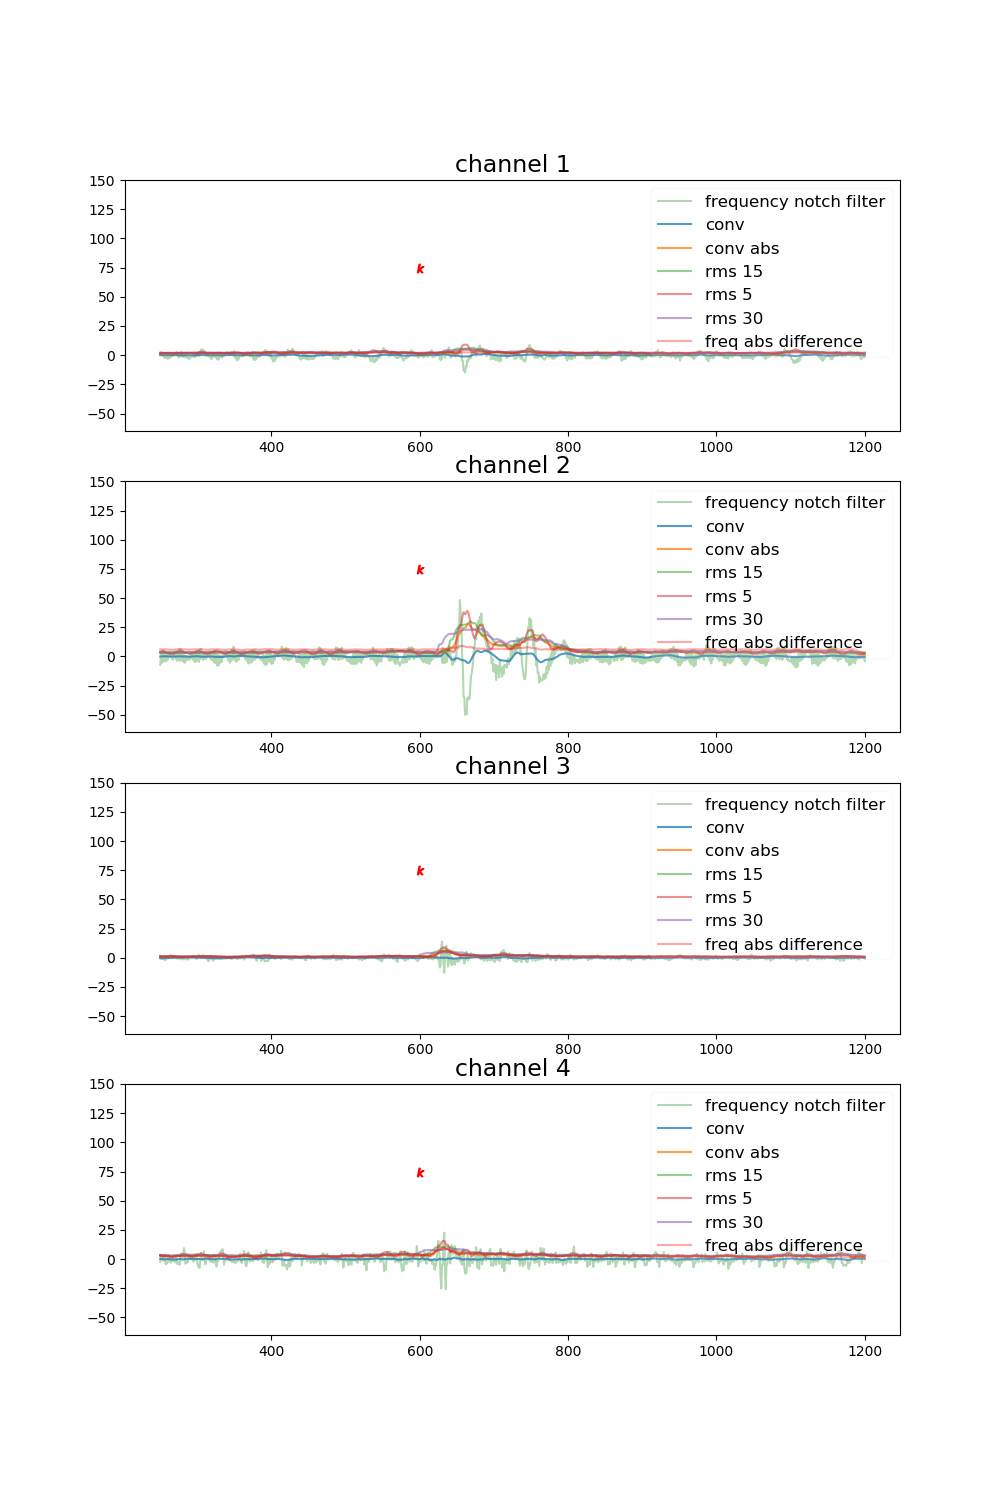 channel 1
150
125
100
75
50
25
0
−25
−50
k
frequency notch filter
conv
conv abs
rms 15
rms 5
rms 30
freq abs difference
400 600 800 1000 1200
channel 2
150
125
100
75
50
25
0
−25
−50
k
frequency notch filter
conv
conv abs
rms 15
rms 5
rms 30
freq abs difference
400 600 800 1000 1200
channel 3
150
125
100
75
50
25
0
−25
−50
k
frequency notch filter
conv
conv abs
rms 15
rms 5
rms 30
freq abs difference
400 600 800 1000 1200
channel 4
150
125
100
75
50
25
0
−25
−50
k
frequency notch filter
conv
conv abs
rms 15
rms 5
rms 30
freq abs difference
400 600 800 1000 1200